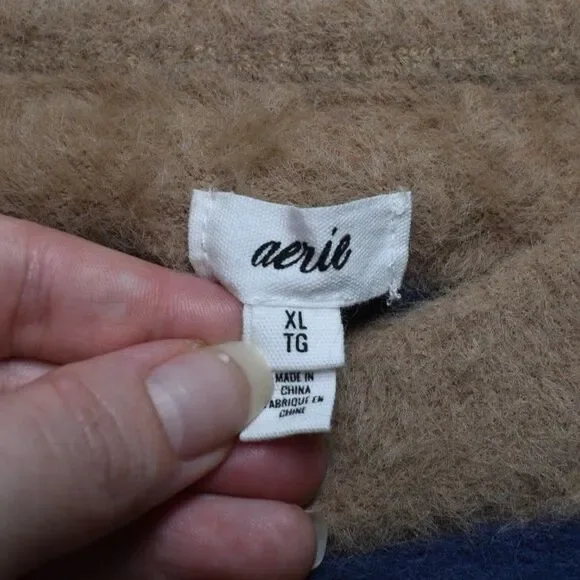 aerie
XL
TG
MADE IN
CHINA
FABRIQUE EN
CHINE